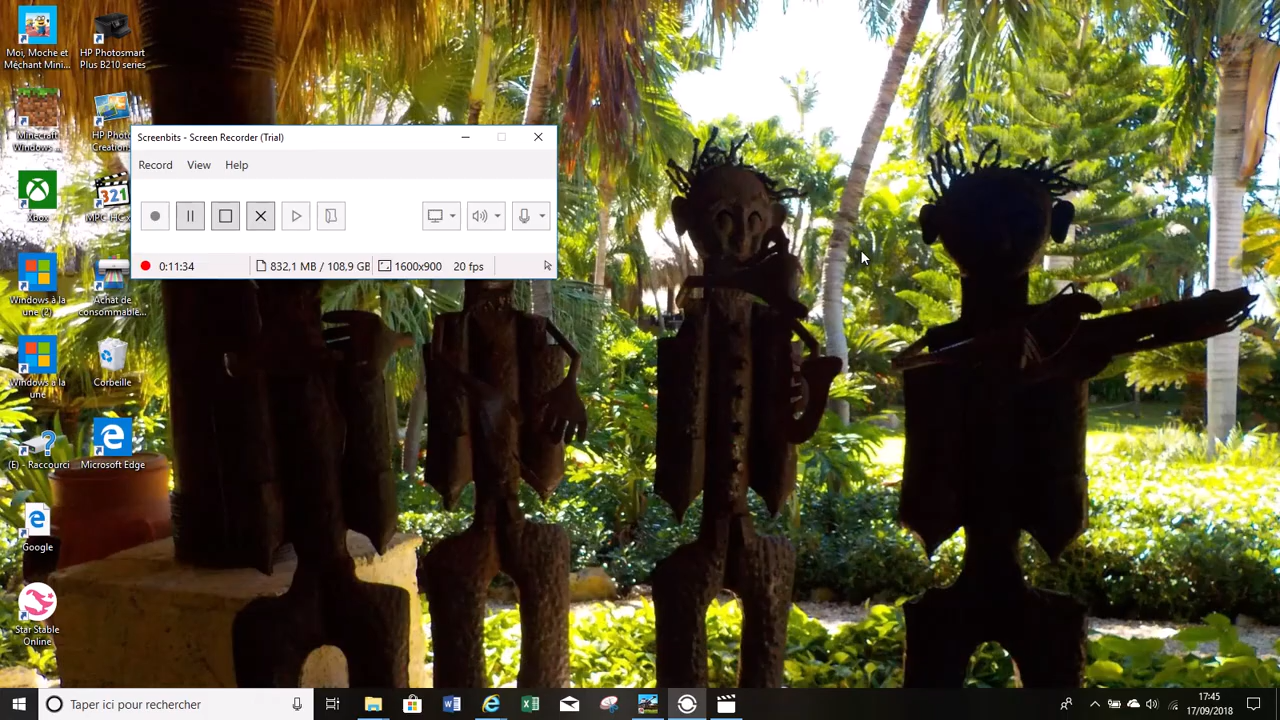 Moi, Moche et
Méchant Mini...
HP Photosmart
Plus B210 series
Minecraft
Windows ...
HP Phot
Creation
Xbox
MPC-HC x
Windows à la
une (2)
Achat de
consommable...
Windows à la
une
Corbeille
(E) - Raccourci
Microsoft Edge
Google
Star Stable
Online
Screenbits - Screen Recorder (Trial)
Record View Help
0:11:34 832,1 MB / 108,9 GB 1600x900 20 fps
Taper ici pour rechercher
17:45
17/09/2018